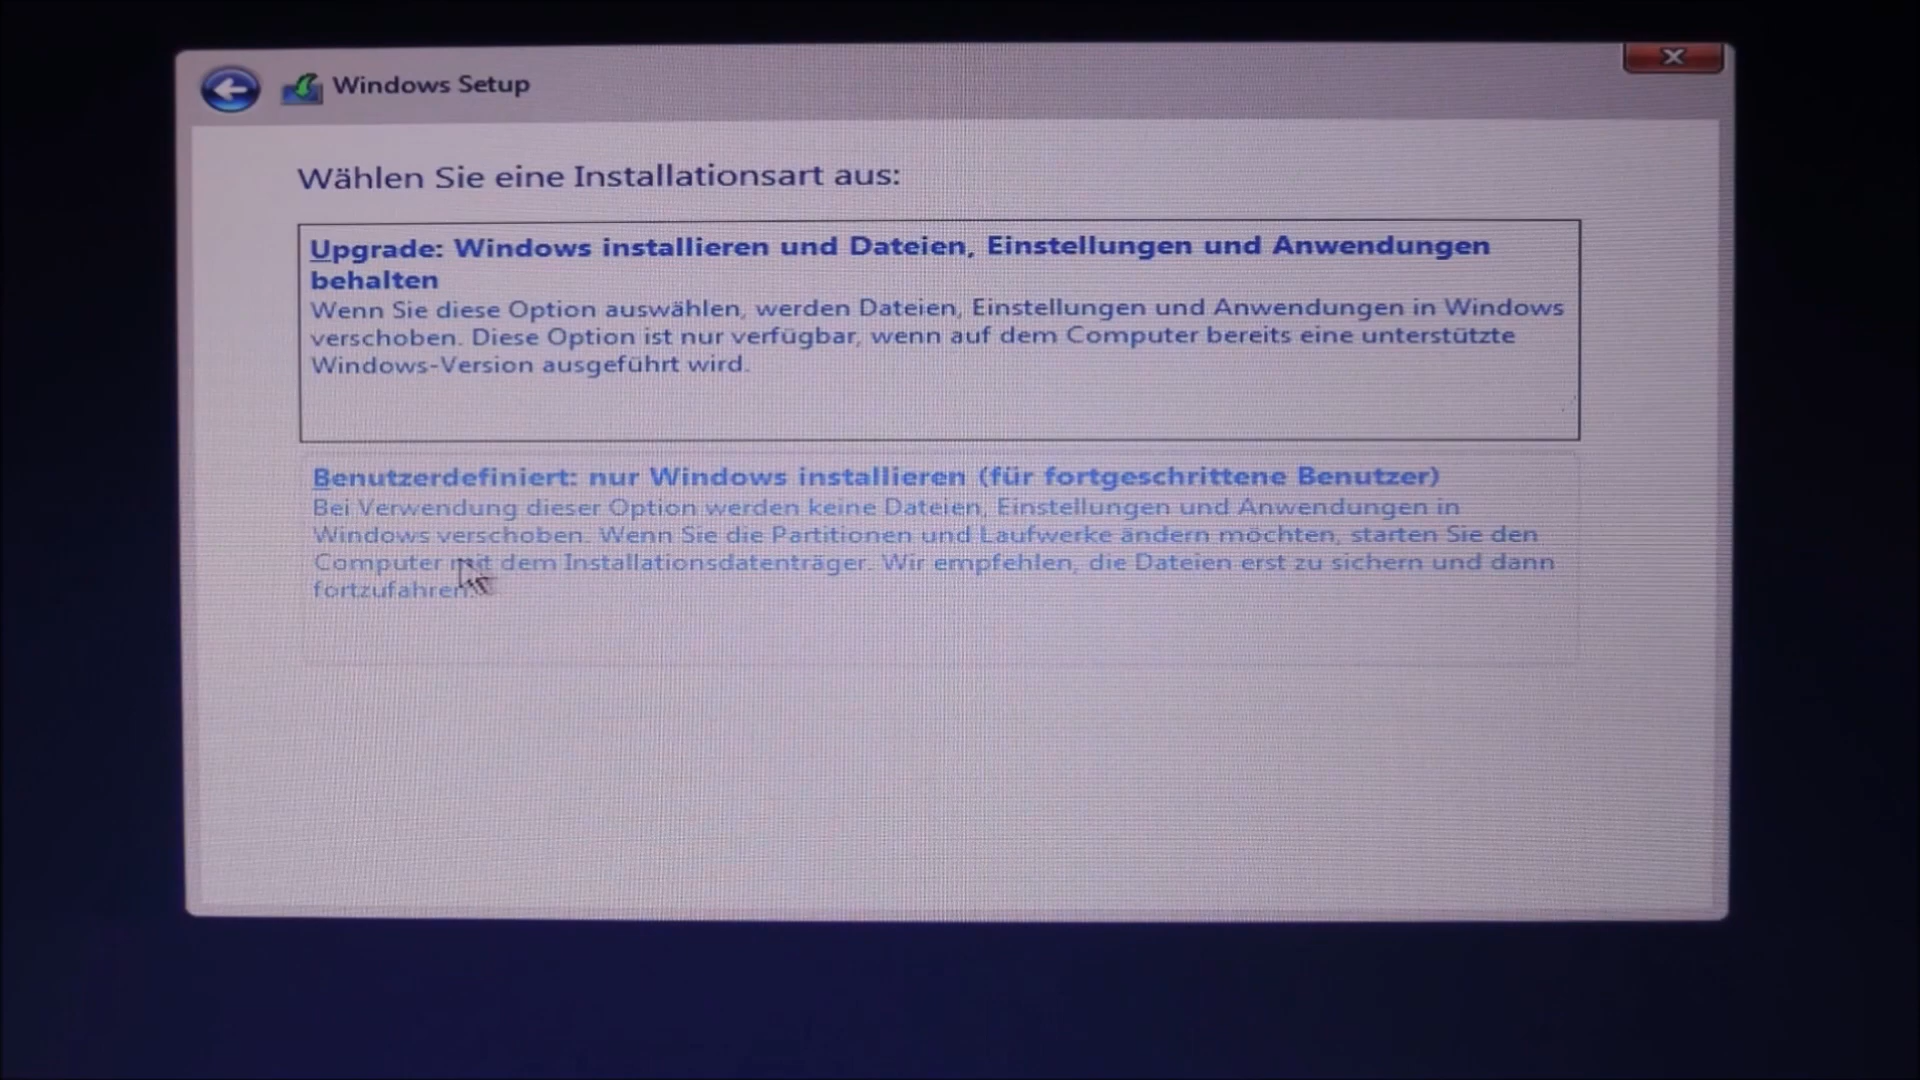 Windows Setup
Wählen Sie eine Installationsart aus:
Upgrade: Windows installieren und Dateien, Einstellungen und Anwendungen
behalten
Wenn Sie diese Option auswählen, werden Dateien, Einstellungen und Anwendungen in Windows
verschoben. Diese Option ist nur verfügbar, wenn auf dem Computer bereits eine unterstützte
Windows-Version ausgeführt wird.
Benutzerdefiniert: nur Windows installieren (für fortgeschrittene Benutzer)
Bei Verwendung dieser Option werden keine Dateien, Einstellungen und Anwendungen in
Windows verschoben. Wenn Sie die Partitionen und Laufwerke ändern möchten, starten Sie den
Computer mit dem Installationsdatenträger. Wir empfehlen, die Dateien erst zu sichern und dann
fortzufahren.